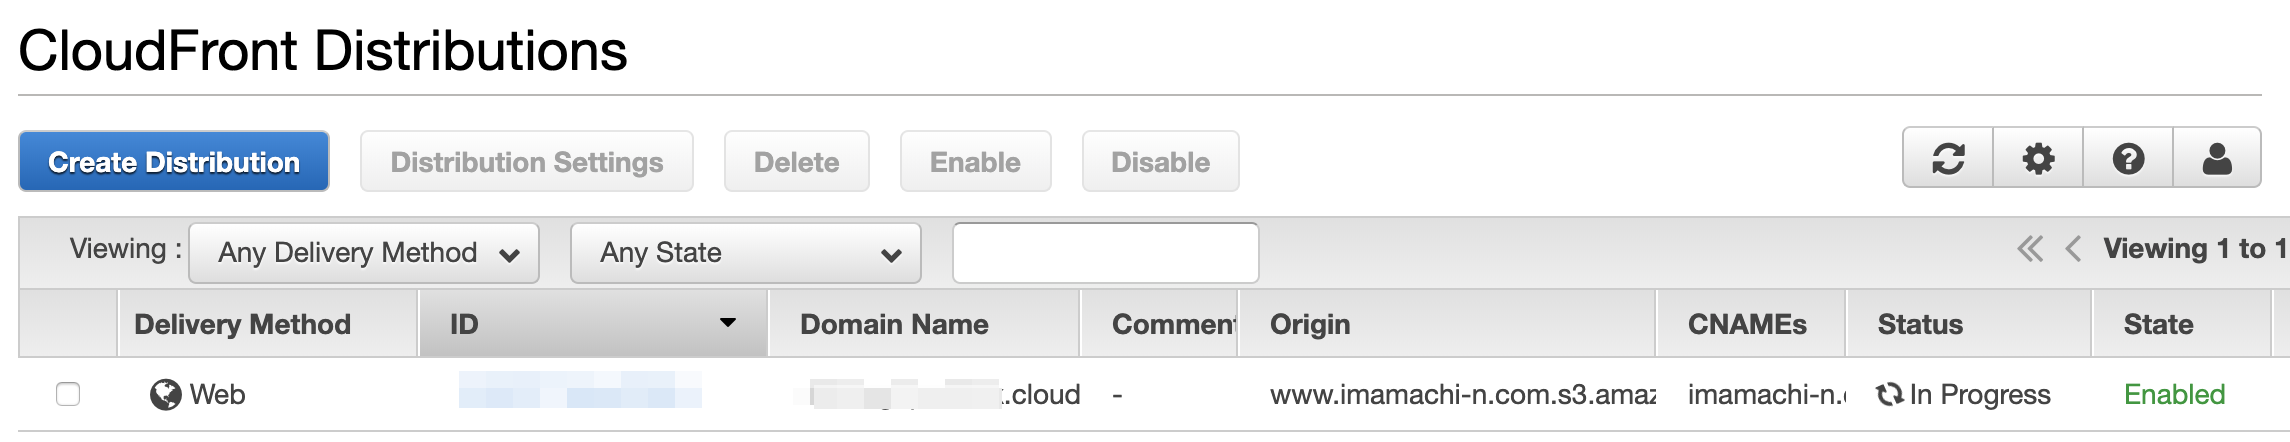 CloudFront Distributions
Create Distribution Distribution Settings Delete Enable Disable
Viewing : Any Delivery Method Any State Viewing 1 to 1
Delivery Method ID Domain Name Comment Origin CNAMEs Status State
Web .cloud - www.imamachi-n.com.s3.amaz imamachi-n. In Progress Enabled